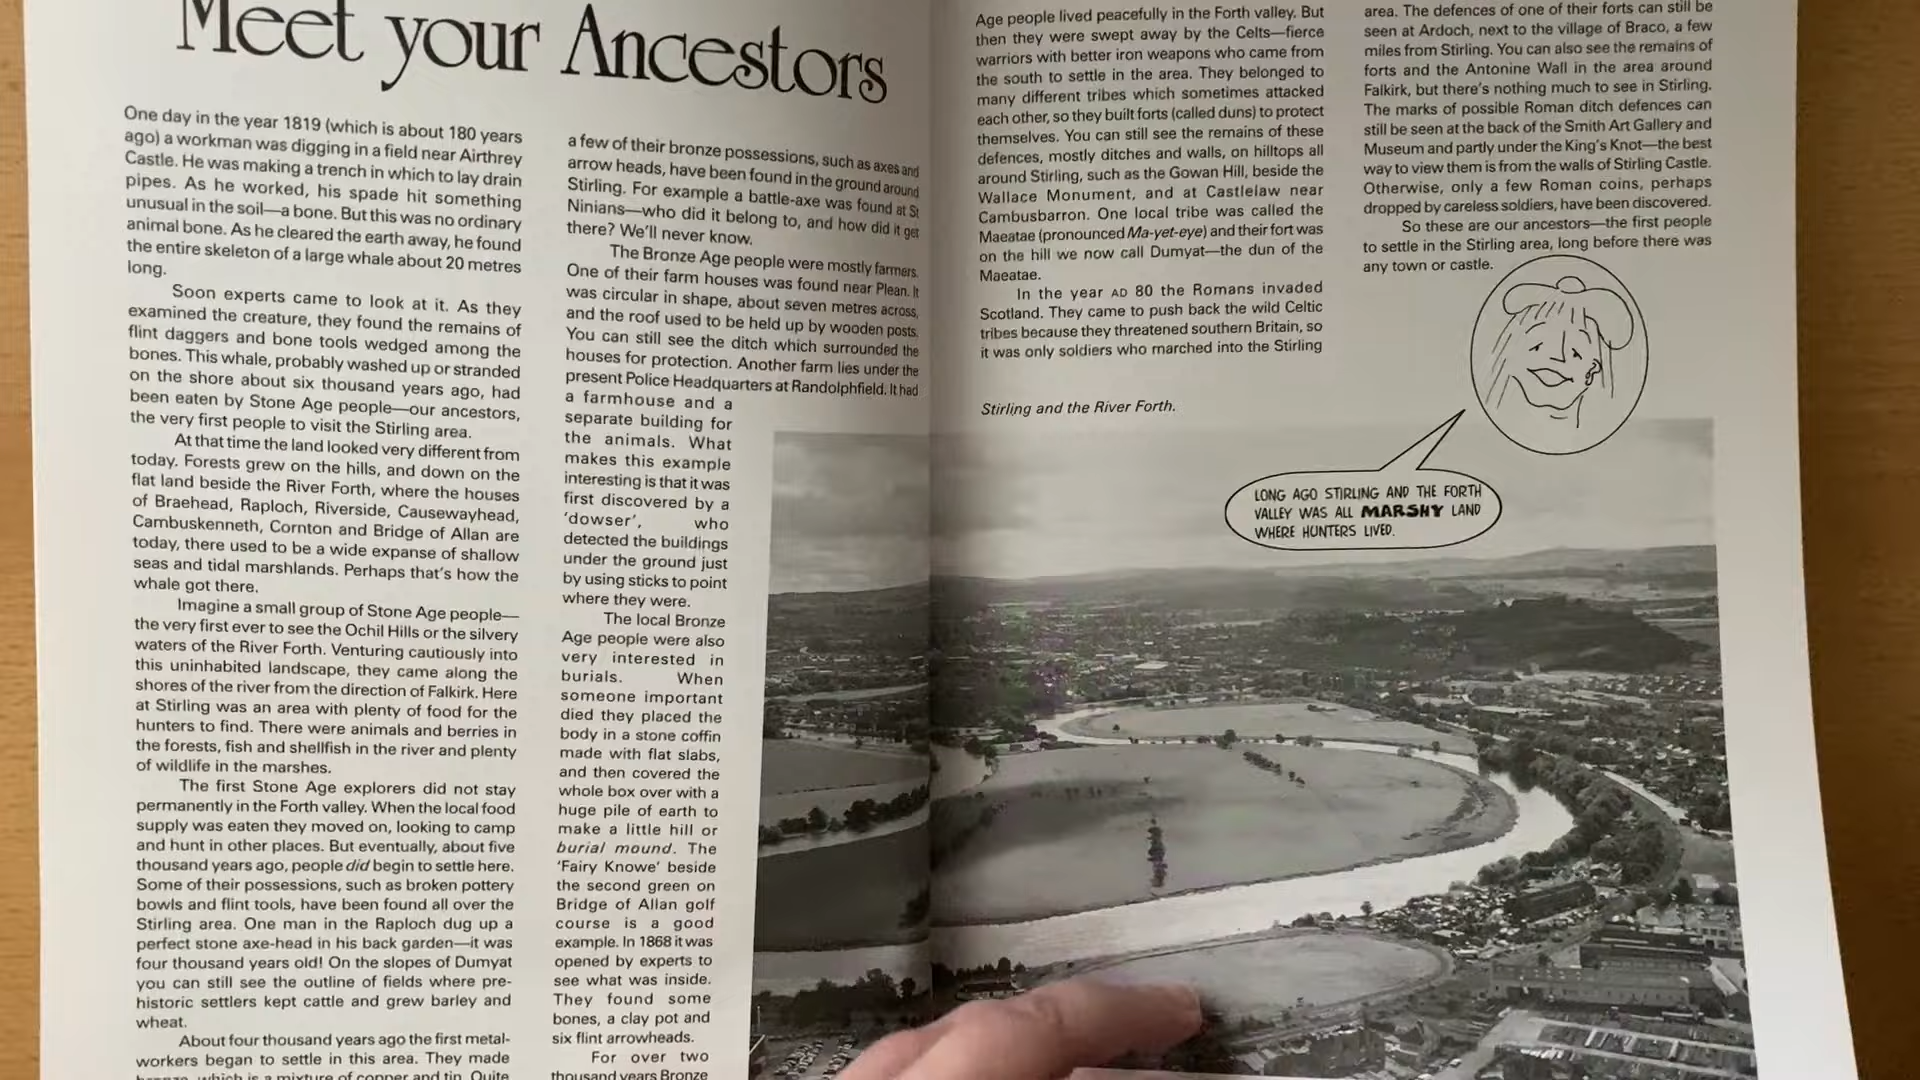 Meet your Ancestors
One day in the year 1819 (which is about 180 years
ago) a workman was digging in a field near Airthrey
Castle. He was making a trench in which to lay drain
pipes. As he worked, his spade hit something
unusual in the soil—a bone. But this was no ordinary
animal bone. As he cleared the earth away, he found
the entire skeleton of a large whale about 20 metres
long.
Soon experts came to look at it. As they
examined the creature, they found the remains of
flint daggers and bone tools wedged among the
bones. This whale, probably washed up or stranded
on the shore about six thousand years ago, had
been eaten by Stone Age people—our ancestors,
the very first people to visit the Stirling area.
At that time the land looked very different from
today. Forests grew on the hills, and down on the
flat land beside the River Forth, where the houses
of Braehead, Raploch, Riverside, Causewayhead,
Cambuskenneth, Cornton and Bridge of Allan are
today, there used to be a wide expanse of shallow
seas and tidal marshlands. Perhaps that's how the
whale got there.
Imagine a small group of Stone Age people—
the very first ever to see the Ochil Hills or the silvery
waters of the River Forth. Venturing cautiously into
this uninhabited landscape, they came along the
shores of the river from the direction of Falkirk. Here
at Stirling was an area with plenty of food for the
hunters to find. There were animals and berries in
the forests, fish and shellfish in the river and plenty
of wildlife in the marshes.
The first Stone Age explorers did not stay
permanently in the Forth valley. When the local food
supply was eaten they moved on, looking to camp
and hunt in other places. But eventually, about five
thousand years ago, people did begin to settle here.
Some of their possessions, such as broken pottery
bowls and flint tools, have been found all over the
Stirling area. One man in the Raploch dug up a
perfect stone axe-head in his back garden—it was
four thousand years old! On the slopes of Dumyat
you can still see the outline of fields where pre-
historic settlers kept cattle and grew barley and
wheat.
About four thousand years ago the first metal-
workers began to settle in this area. They made
bronze, which is a mixture of copper and tin. Quite
a few of their bronze possessions, such as axes and
arrow heads, have been found in the ground around
Stirling. For example a battle-axe was found at St
Ninians—who did it belong to, and how did it get
there? We'll never know.
The Bronze Age people were mostly farmers.
One of their farm houses was found near Plean. It
was circular in shape, about seven metres across,
and the roof used to be held up by wooden posts.
You can still see the ditch which surrounded the
houses for protection. Another farm lies under the
present Police Headquarters at Randolphfield. It had
a farmhouse and a
separate building for
the animals. What
makes this example
interesting is that it was
first discovered by a
'dowser', who
detected the buildings
under the ground just
by using sticks to point
where they were.
The local Bronze
Age people were also
very interested in
burials. When
someone important
died they placed the
body in a stone coffin
made with flat slabs,
and then covered the
whole box over with a
huge pile of earth to
make a little hill or
burial mound. The
'Fairy Knowe' beside
the second green on
Bridge of Allan golf
course is a good
example. In 1868 it was
opened by experts to
see what was inside.
They found some
bones, a clay pot and
six flint arrowheads.
For over two
thousand years Bronze
Age people lived peacefully in the Forth valley. But
then they were swept away by the Celts—fierce
warriors with better iron weapons who came from
the south to settle in the area. They belonged to
many different tribes which sometimes attacked
each other, so they built forts (called duns) to protect
themselves. You can still see the remains of these
defences, mostly ditches and walls, on hilltops all
around Stirling, such as the Gowan Hill, beside the
Wallace Monument, and at Castlelaw near
Cambusbarron. One local tribe was called the
Maeatae (pronounced Ma-yet-eye) and their fort was
on the hill we now call Dumyat—the dun of the
Maeatae.
In the year AD 80 the Romans invaded
Scotland. They came to push back the wild Celtic
tribes because they threatened southern Britain, so
it was only soldiers who marched into the Stirling
area. The defences of one of their forts can still be
seen at Ardoch, next to the village of Braco, a few
miles from Stirling. You can also see the remains of
forts and the Antonine Wall in the area around
Falkirk, but there's nothing much to see in Stirling.
The marks of possible Roman ditch defences can
still be seen at the back of the Smith Art Gallery and
Museum and partly under the King's Knot—the best
way to view them is from the walls of Stirling Castle.
Otherwise, only a few Roman coins, perhaps
dropped by careless soldiers, have been discovered.
So these are our ancestors—the first people
to settle in the Stirling area, long before there was
any town or castle.
Stirling and the River Forth.
LONG AGO STIRLING AND THE FORTH
VALLEY WAS ALL MARSHY LAND
WHERE HUNTERS LIVED.